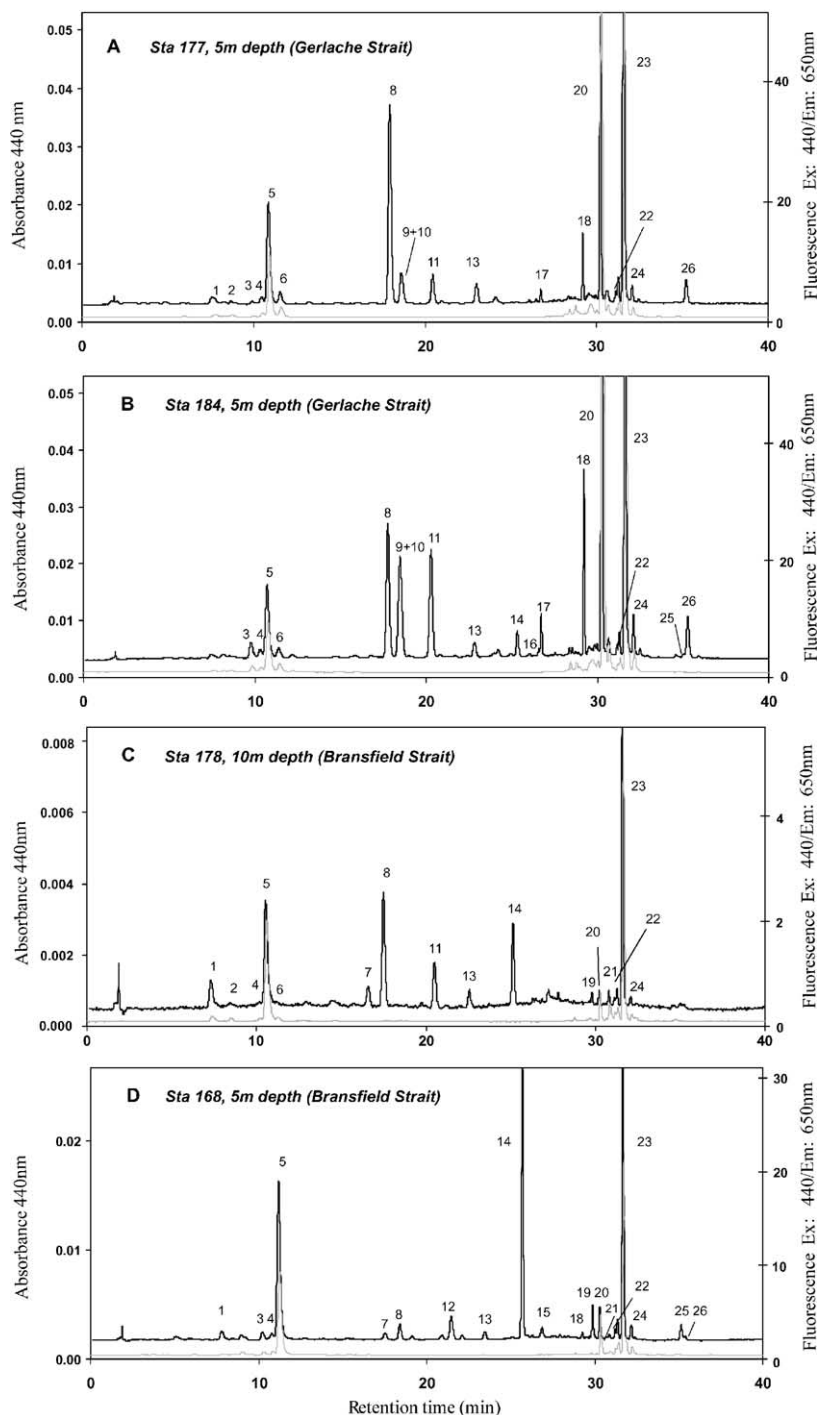 A Sta 177, 5m depth (Gerlache Strait)
Absorbance 440 nm
Fluorescence Ex: 440/Em: 650nm
0.05
0.04
0.03
0.02
0.01
0.00
40
20
0
1 2 3 4 5 6 8 9+10 11 13 17 18 20 22 23 24 26
0 10 20 30 40
B Sta 184, 5m depth (Gerlache Strait)
Absorbance 440nm
Fluorescence Ex: 440/Em: 650nm
0.05
0.04
0.03
0.02
0.01
0.00
40
20
0
3 4 5 6 8 9+10 11 13 14 16 17 18 20 22 23 24 25 26
0 10 20 30 40
C Sta 178, 10m depth (Bransfield Strait)
Absorbance 440nm
Fluorescence Ex: 440/Em: 650nm
0.008
0.006
0.004
0.002
0.000
4
2
0
1 2 4 5 6 7 8 11 13 14 19 20 21 22 23 24
0 10 20 30 40
D Sta 168, 5m depth (Bransfield Strait)
Absorbance 440nm
Fluorescence Ex: 440/Em: 650nm
0.02
0.01
0.00
30
20
10
0
1 3 4 5 7 8 12 13 14 15 18 19 20 21 22 23 24 25 26
0 10 20 30 40
Retention time (min)